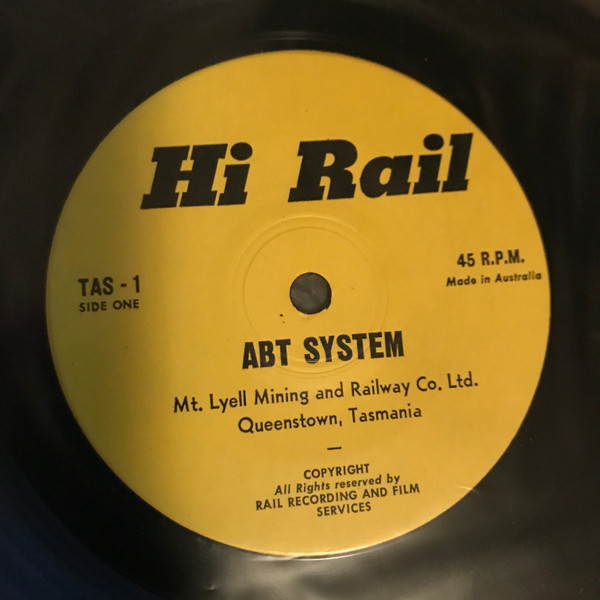 Hi Rail
TAS - 1
SIDE ONE
45 R.P.M.
Made in Australia
ABT SYSTEM
Mt. Lyell Mining and Railway Co. Ltd.
Queenstown, Tasmania
—
COPYRIGHT
All Rights reserved by
RAIL RECORDING AND FILM
SERVICES